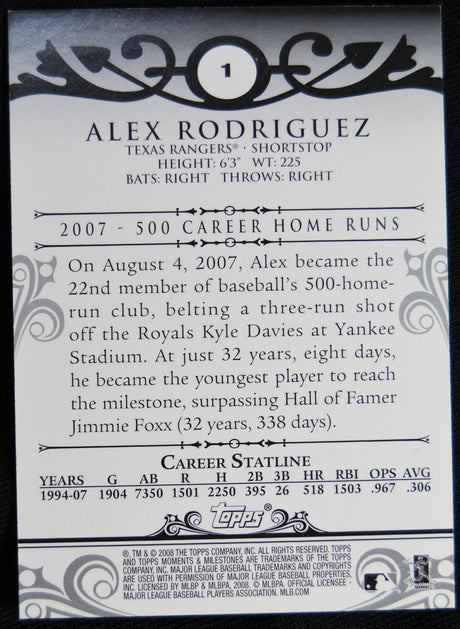 1
ALEX RODRIGUEZ
TEXAS RANGERS® · SHORTSTOP
HEIGHT: 6'3" WT: 225
BATS: RIGHT THROWS: RIGHT
2007 - 500 CAREER HOME RUNS
On August 4, 2007, Alex became the
22nd member of baseball's 500-home-
run club, belting a three-run shot
off the Royals Kyle Davies at Yankee
Stadium. At just 32 years, eight days,
he became the youngest player to reach
the milestone, surpassing Hall of Famer
Jimmie Foxx (32 years, 338 days).
CAREER STATLINE
YEARS G AB R H 2B 3B HR RBI OPS AVG
1994-07 1904 7350 1501 2250 395 26 518 1503 .967 .306
Topps®
®, TM & © 2008 THE TOPPS COMPANY, INC. ALL RIGHTS RESERVED. TOPPS
AND TOPPS MOMENTS & MILESTONES ARE TRADEMARKS OF THE TOPPS
COMPANY, INC. MAJOR LEAGUE BASEBALL TRADEMARKS AND COPYRIGHTS
ARE USED WITH PERMISSION OF MAJOR LEAGUE BASEBALL PROPERTIES,
INC. LICENSED BY MLBP & MLBPA, 2008. © MLBPA. OFFICIAL LICENSEE -
MAJOR LEAGUE BASEBALL PLAYERS ASSOCIATION. MLB.COM